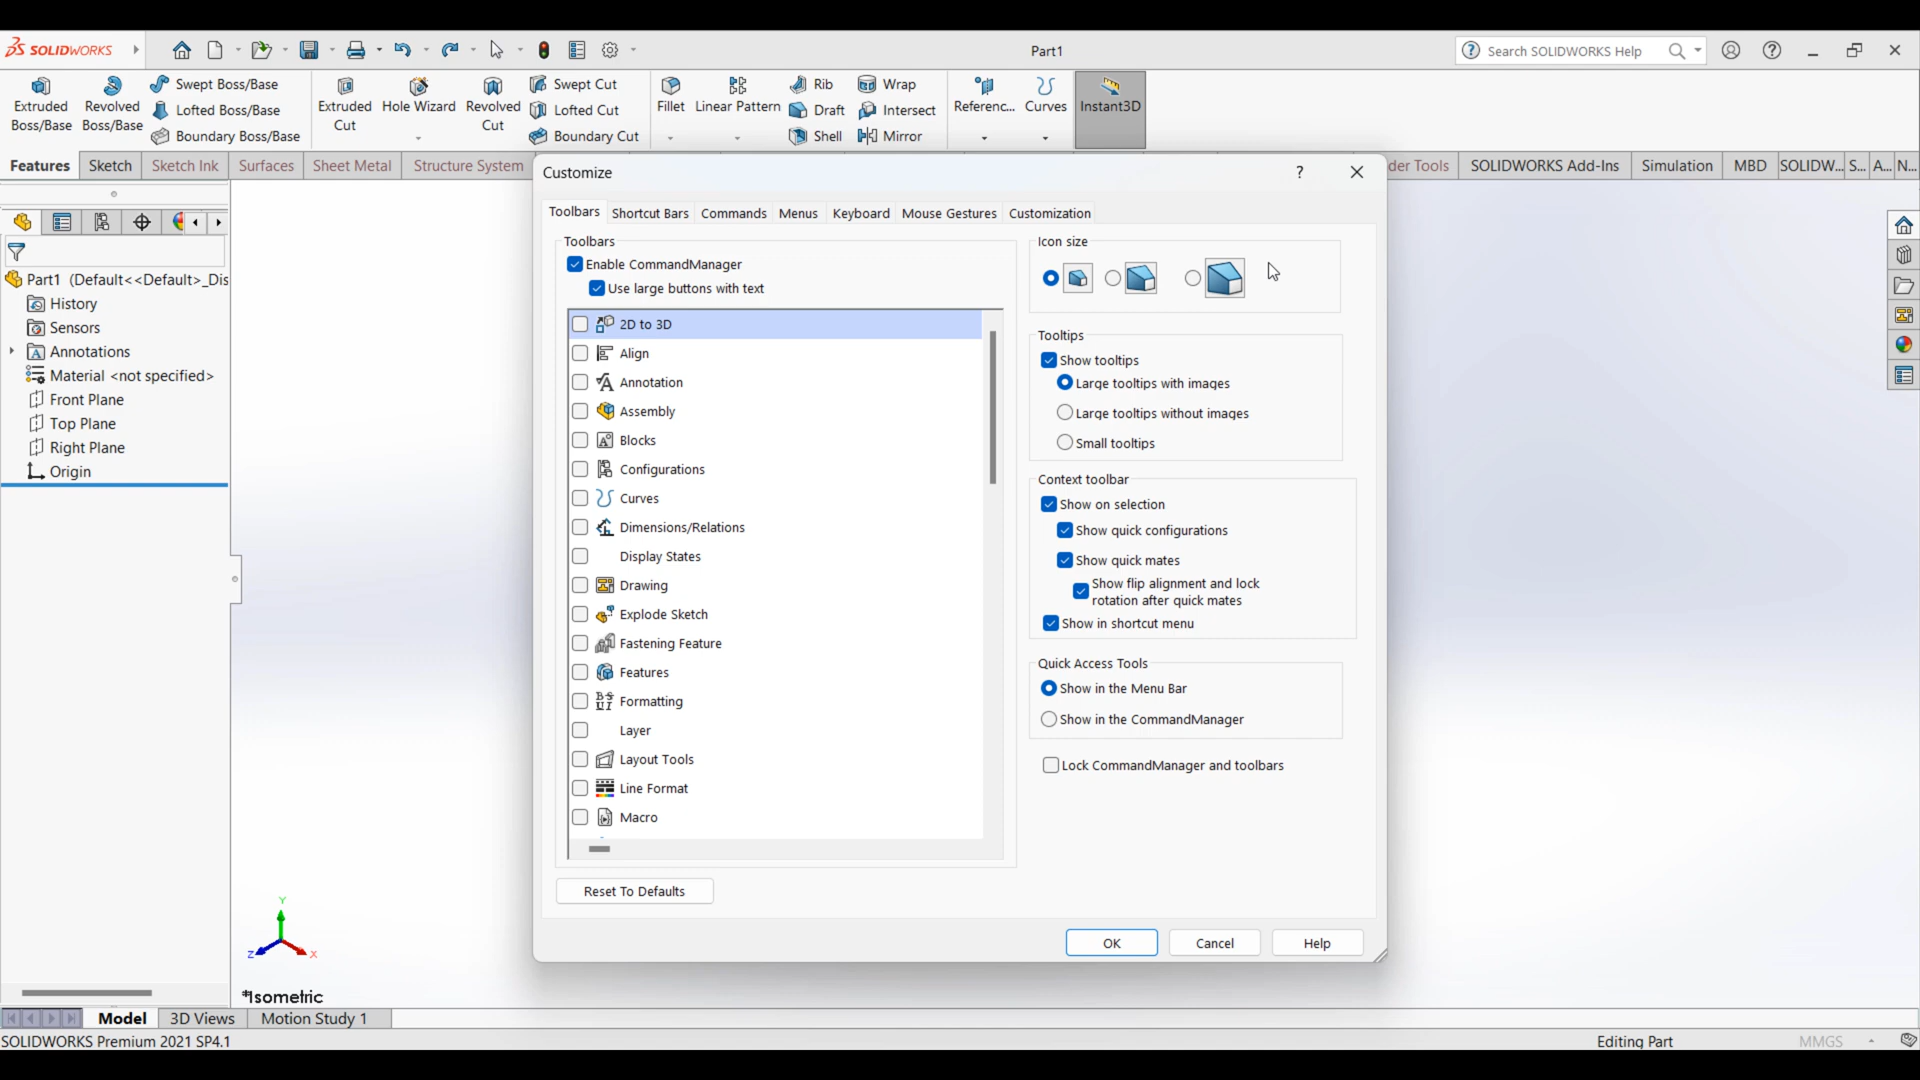 SOLIDWORKS
Part1
Search SOLIDWORKS Help
Extruded Boss/Base
Revolved Boss/Base
Swept Boss/Base
Lofted Boss/Base
Boundary Boss/Base
Extruded Cut
Hole Wizard
Revolved Cut
Swept Cut
Lofted Cut
Boundary Cut
Fillet
Linear Pattern
Rib
Draft
Shell
Wrap
Intersect
Mirror
Referenc...
Curves
Instant3D
Features
Sketch
Sketch Ink
Surfaces
Sheet Metal
Structure System
der Tools
SOLIDWORKS Add-Ins
Simulation
MBD
SOLIDW...
S...
A...
N...
Part1 (Default<<Default>_Dis
History
Sensors
Annotations
Material <not specified>
Front Plane
Top Plane
Right Plane
Origin
Customize
Toolbars
Shortcut Bars
Commands
Menus
Keyboard
Mouse Gestures
Customization
Toolbars
Enable CommandManager
Use large buttons with text
2D to 3D
Align
Annotation
Assembly
Blocks
Configurations
Curves
Dimensions/Relations
Display States
Drawing
Explode Sketch
Fastening Feature
Features
Formatting
Layer
Layout Tools
Line Format
Macro
Reset To Defaults
Icon size
Tooltips
Show tooltips
Large tooltips with images
Large tooltips without images
Small tooltips
Context toolbar
Show on selection
Show quick configurations
Show quick mates
Show flip alignment and lock
rotation after quick mates
Show in shortcut menu
Quick Access Tools
Show in the Menu Bar
Show in the CommandManager
Lock CommandManager and toolbars
OK
Cancel
Help
Y
Z
X
*Isometric
Model
3D Views
Motion Study 1
SOLIDWORKS Premium 2021 SP4.1
Editing Part
MMGS